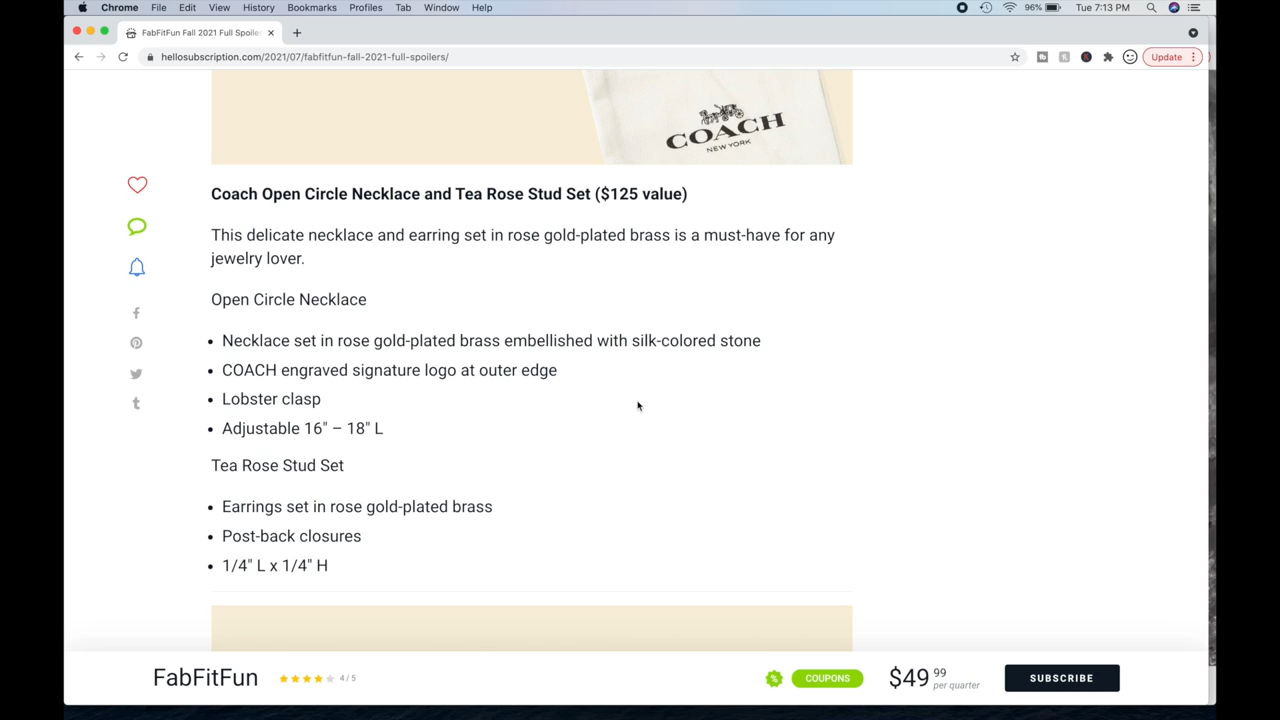 Chrome File Edit View History Bookmarks Profiles Tab Window Help 96% Tue 7:13 PM
FabFitFun Fall 2021 Full Spoile
hellosubscription.com/2021/07/fabfitfun-fall-2021-full-spoilers/ Update
COACH
NEW YORK
Coach Open Circle Necklace and Tea Rose Stud Set ($125 value)
This delicate necklace and earring set in rose gold-plated brass is a must-have for any
jewelry lover.
Open Circle Necklace
• Necklace set in rose gold-plated brass embellished with silk-colored stone
• COACH engraved signature logo at outer edge
• Lobster clasp
• Adjustable 16" – 18" L
Tea Rose Stud Set
• Earrings set in rose gold-plated brass
• Post-back closures
• 1/4" L x 1/4" H
FabFitFun 4 / 5 % COUPONS $49 99 per quarter SUBSCRIBE